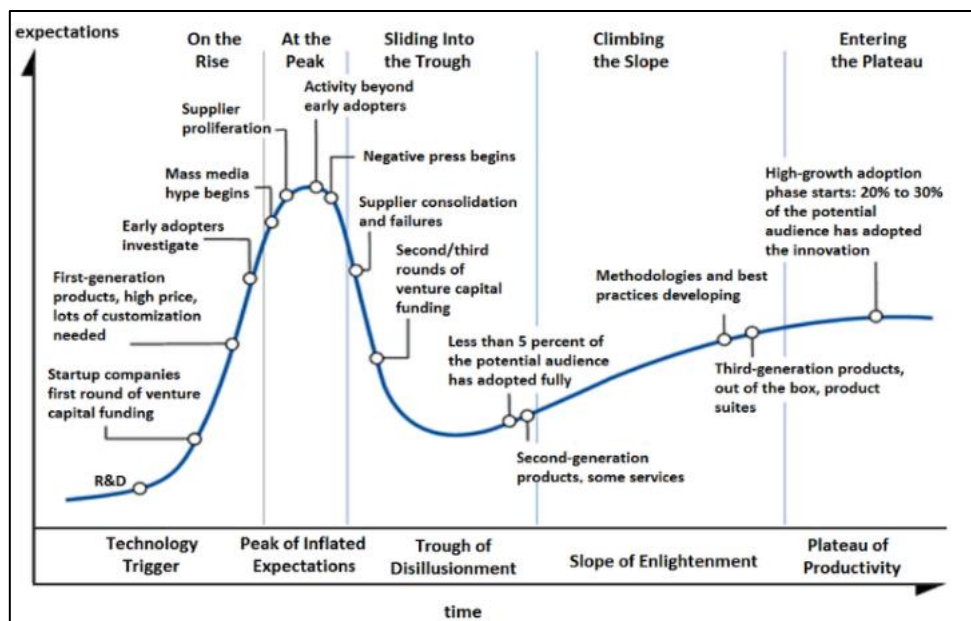 expectations
On the
Rise
At the
Peak
Sliding Into
the Trough
Climbing
the Slope
Entering
the Plateau
Activity beyond
early adopters
Supplier
proliferation
Negative press begins
Mass media
hype begins
High-growth adoption
phase starts: 20% to 30%
of the potential
audience has adopted
the innovation
Supplier consolidation
and failures
Early adopters
investigate
Second/third
rounds of
venture capital
funding
Methodologies and best
practices developing
First-generation
products, high price,
lots of customization
needed
Less than 5 percent of
the potential audience
has adopted fully
Third-generation products,
out of the box, product
suites
Startup companies
first round of venture
capital funding
Second-generation
products, some services
R&D
Technology
Trigger
Peak of Inflated
Expectations
Trough of
Disillusionment
Slope of Enlightenment
Plateau of
Productivity
time